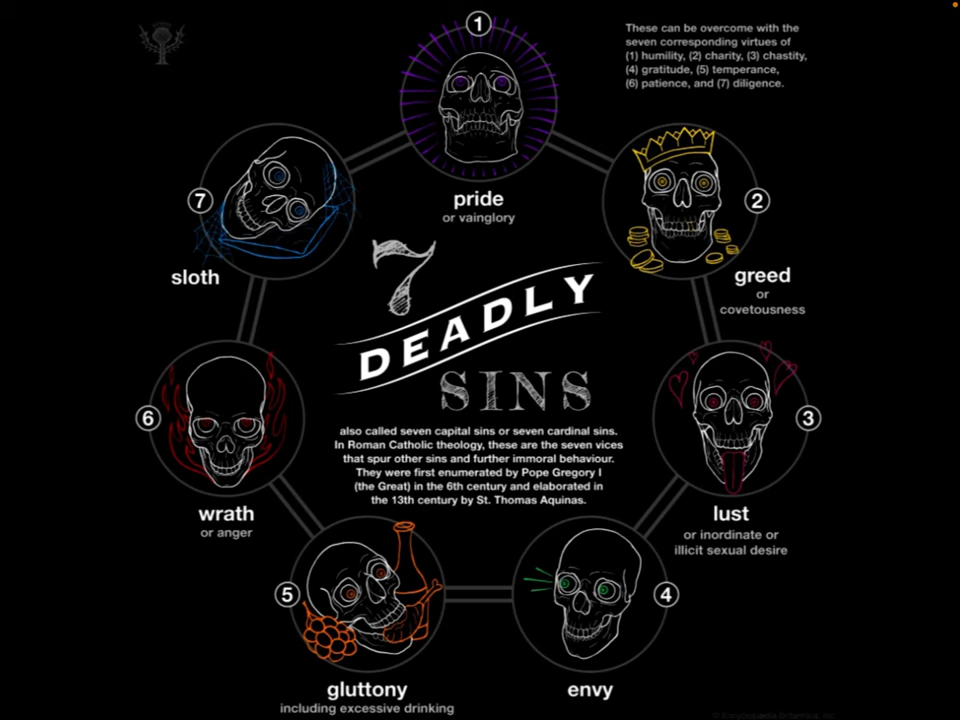 1
These can be overcome with the
seven corresponding virtues of
(1) humility, (2) charity, (3) chastity,
(4) gratitude, (5) temperance,
(6) patience, and (7) diligence.
pride
or vainglory
2
greed
or
covetousness
7
sloth
7
DEADLY
SINS
also called seven capital sins or seven cardinal sins.
In Roman Catholic theology, these are the seven vices
that spur other sins and further immoral behaviour.
They were first enumerated by Pope Gregory I
(the Great) in the 6th century and elaborated in
the 13th century by St. Thomas Aquinas.
3
lust
or inordinate or
illicit sexual desire
6
wrath
or anger
4
envy
5
gluttony
including excessive drinking